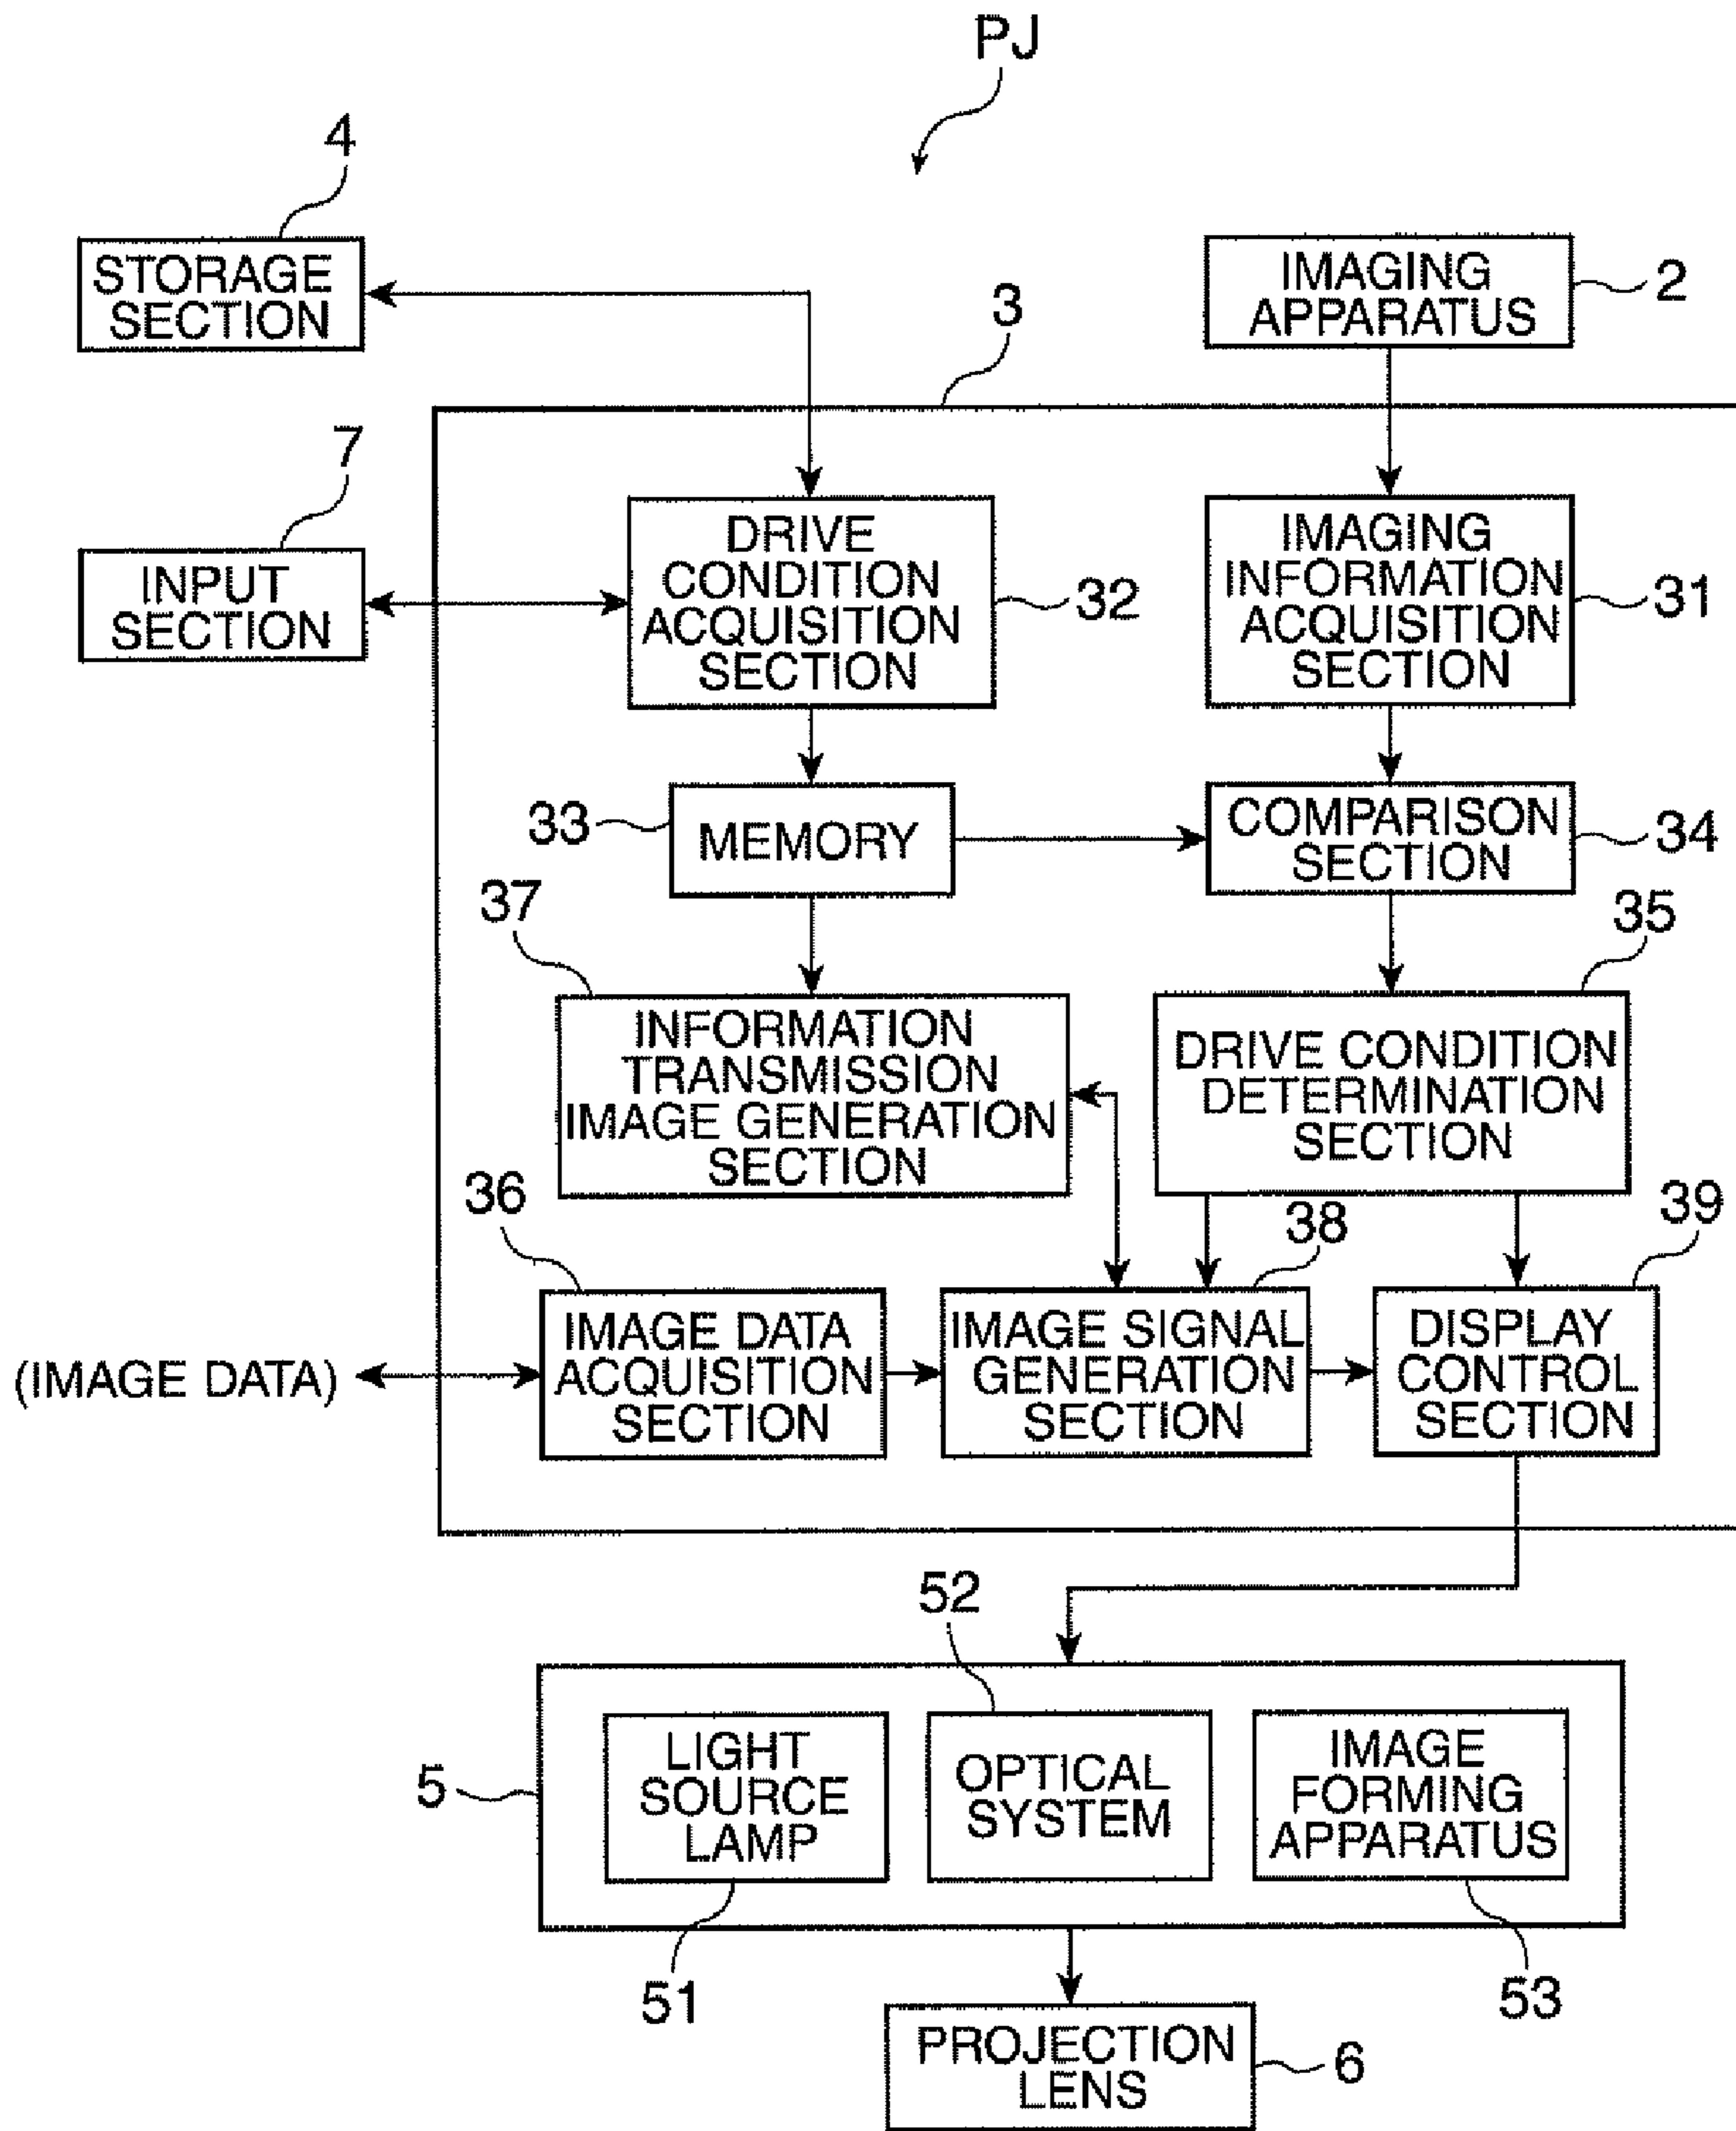 PJ
4
STORAGE
SECTION
IMAGING
APPARATUS
2
3
7
INPUT
SECTION
DRIVE
CONDITION
ACQUISITION
SECTION
32
IMAGING
INFORMATION
ACQUISITION
SECTION
31
33
MEMORY
COMPARISON
SECTION
34
37
35
INFORMATION
TRANSMISSION
IMAGE GENERATION
SECTION
DRIVE CONDITION
DETERMINATION
SECTION
36
38
39
(IMAGE DATA)
IMAGE DATA
ACQUISITION
SECTION
IMAGE SIGNAL
GENERATION
SECTION
DISPLAY
CONTROL
SECTION
52
5
LIGHT
SOURCE
LAMP
OPTICAL
SYSTEM
IMAGE
FORMING
APPARATUS
51
53
PROJECTION
LENS
6